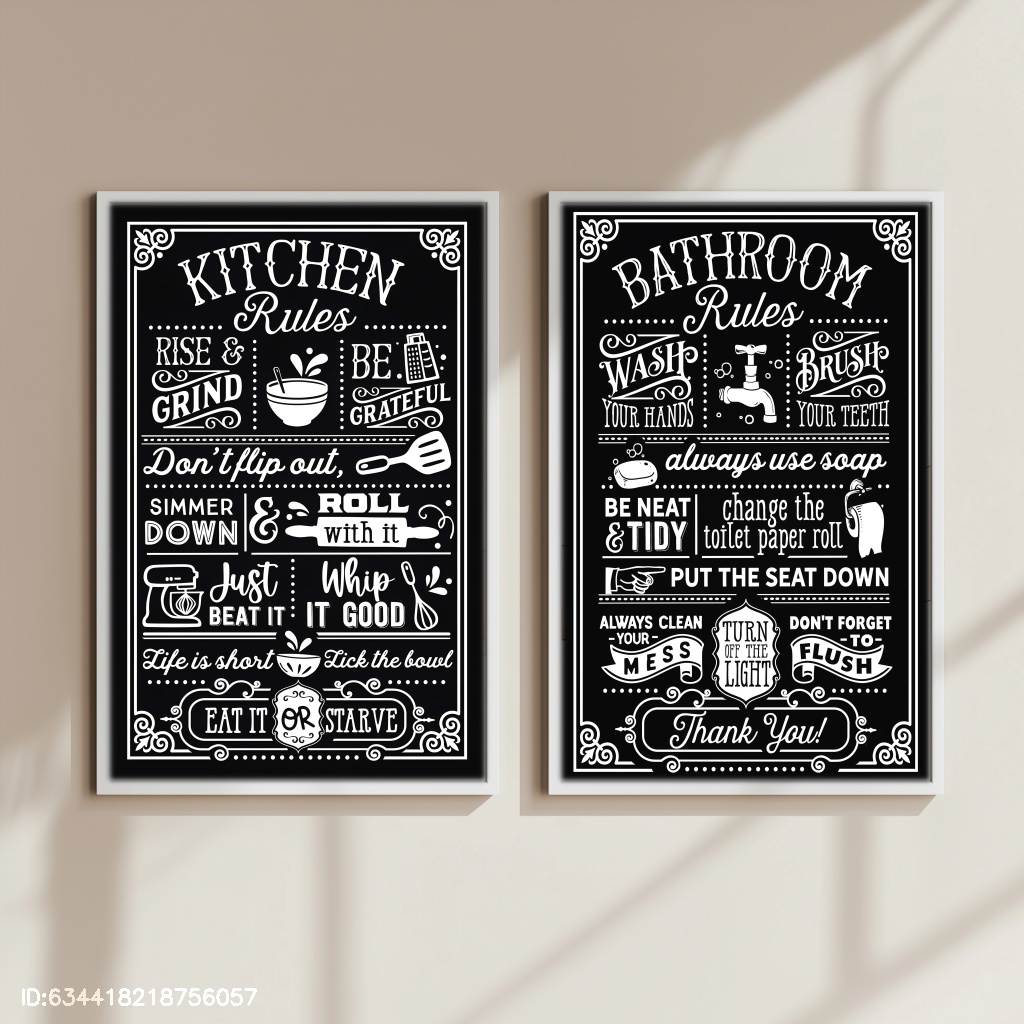 KITCHEN
Rules
RISE &
GRIND
BE
GRATEFUL
Don't flip out,
SIMMER
DOWN
&
ROLL
with it
Just
BEAT IT
Whip
IT GOOD
Life is short
Lick the bowl
EAT IT OR STARVE
BATHROOM
Rules
WASH
YOUR HANDS
BRUSH
YOUR TEETH
always use soap
BE NEAT
& TIDY
change the
toilet paper roll
PUT THE SEAT DOWN
ALWAYS CLEAN
-YOUR-
MESS
TURN
OFF THE
LIGHT
DON'T FORGET
-TO-
FLUSH
Thank You!
ID:634418218756057